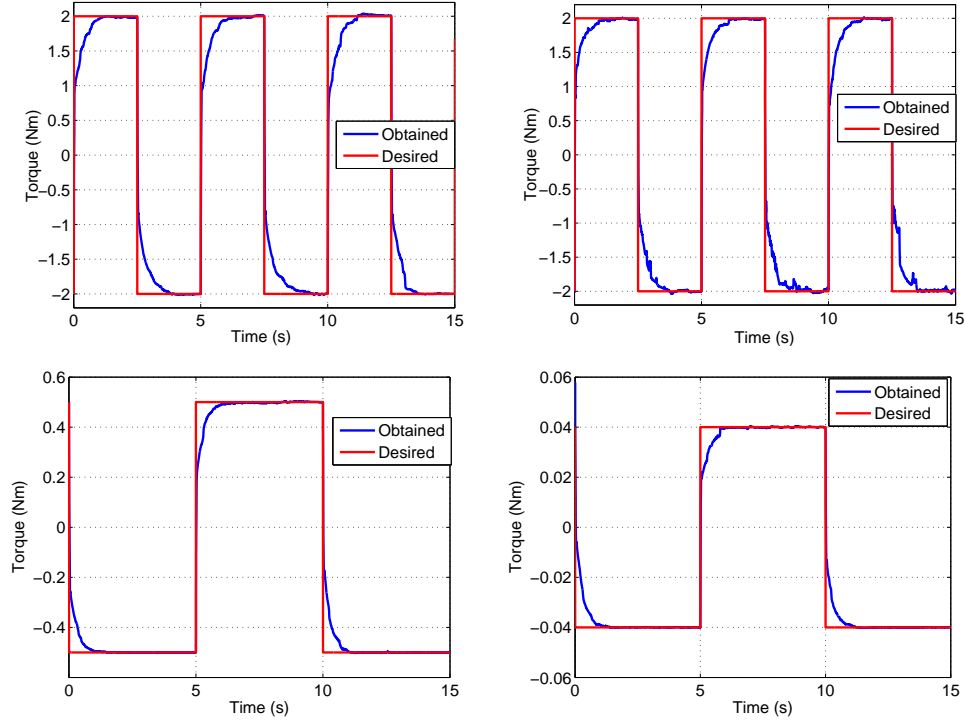 2
1.5
1
0.5
0
−0.5
−1
−1.5
−2
Torque (Nm)
0
5
10
15
Time (s)
Obtained
Desired
2
1.5
1
0.5
0
−0.5
−1
−1.5
−2
Torque (Nm)
0
5
10
15
Time (s)
Obtained
Desired
0.6
0.4
0.2
0
−0.2
−0.4
Torque (Nm)
0
5
10
15
Time (s)
Obtained
Desired
0.06
0.04
0.02
0
−0.02
−0.04
−0.06
Torque (Nm)
0
5
10
15
Time (s)
Obtained
Desired